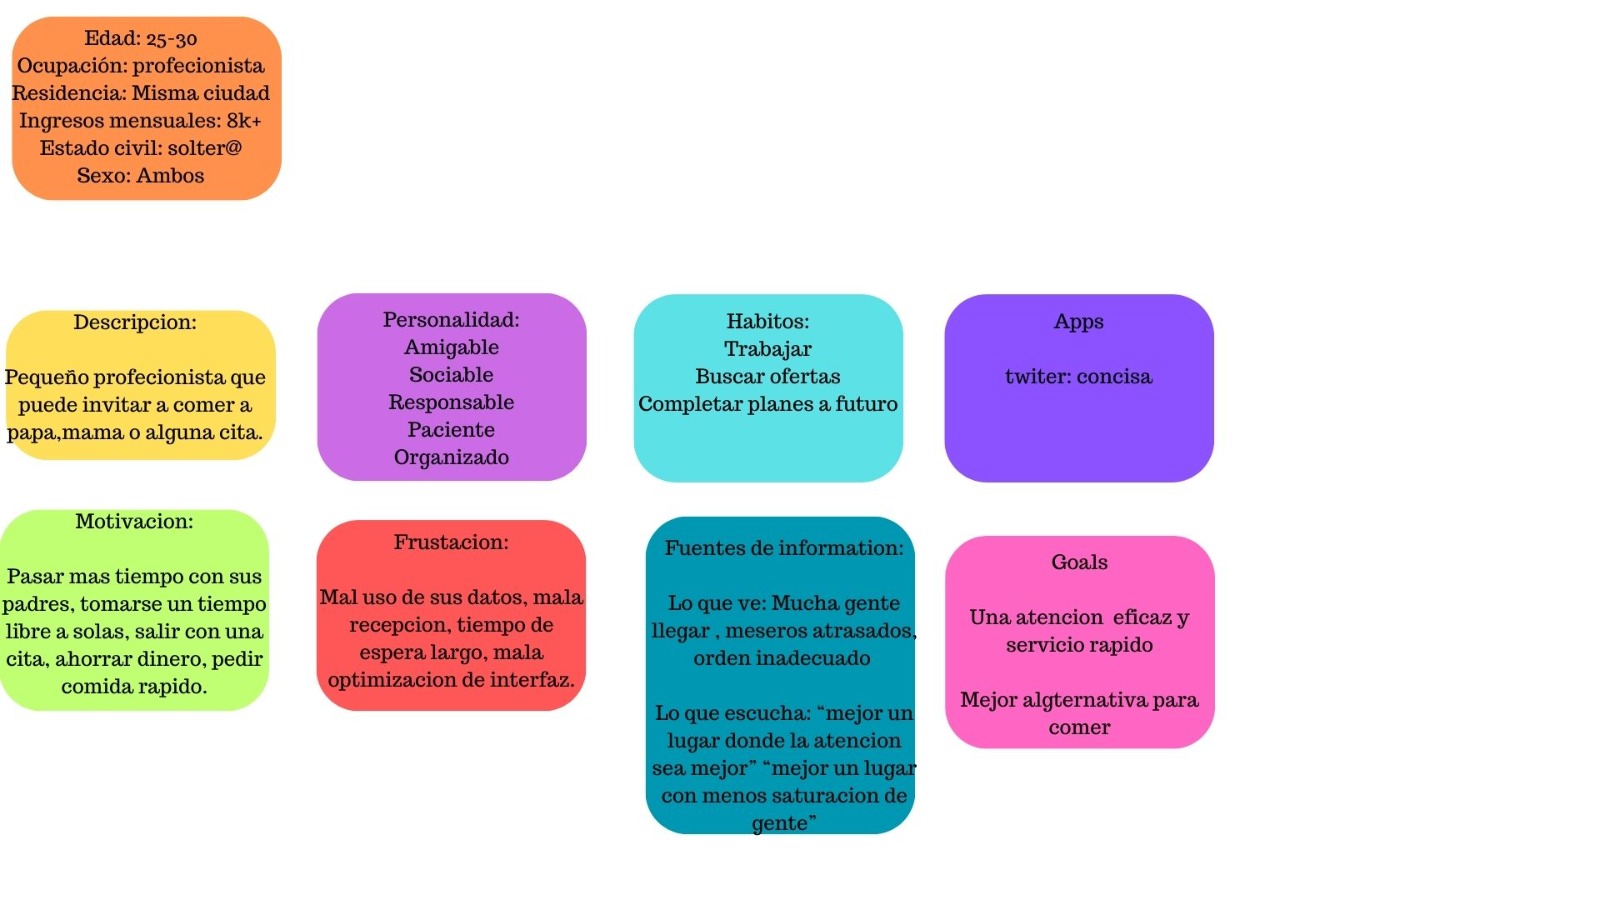 Edad: 25-30
Ocupación: profecionista
Residencia: Misma ciudad
Ingresos mensuales: 8k+
Estado civil: solter@
Sexo: Ambos
Descripcion:
Pequeño profecionista que
puede invitar a comer a
papa,mama o alguna cita.
Personalidad:
Amigable
Sociable
Responsable
Paciente
Organizado
Habitos:
Trabajar
Buscar ofertas
Completar planes a futuro
Apps
twiter: concisa
Motivacion:
Pasar mas tiempo con sus
padres, tomarse un tiempo
libre a solas, salir con una
cita, ahorrar dinero, pedir
comida rapido.
Frustacion:
Mal uso de sus datos, mala
recepcion, tiempo de
espera largo, mala
optimizacion de interfaz.
Fuentes de information:
Lo que ve: Mucha gente
llegar , meseros atrasados,
orden inadecuado
Lo que escucha: “mejor un
lugar donde la atencion
sea mejor” “mejor un lugar
con menos saturacion de
gente”
Goals
Una atencion  eficaz y
servicio rapido
Mejor algternativa para
comer